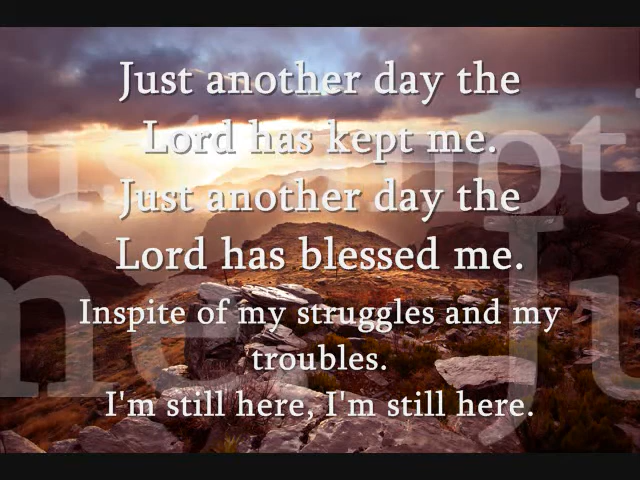 Just another day the
Lord has kept me.
Just another day the
Lord has blessed me.
Inspite of my struggles and my
troubles.
I'm still here, I'm still here.